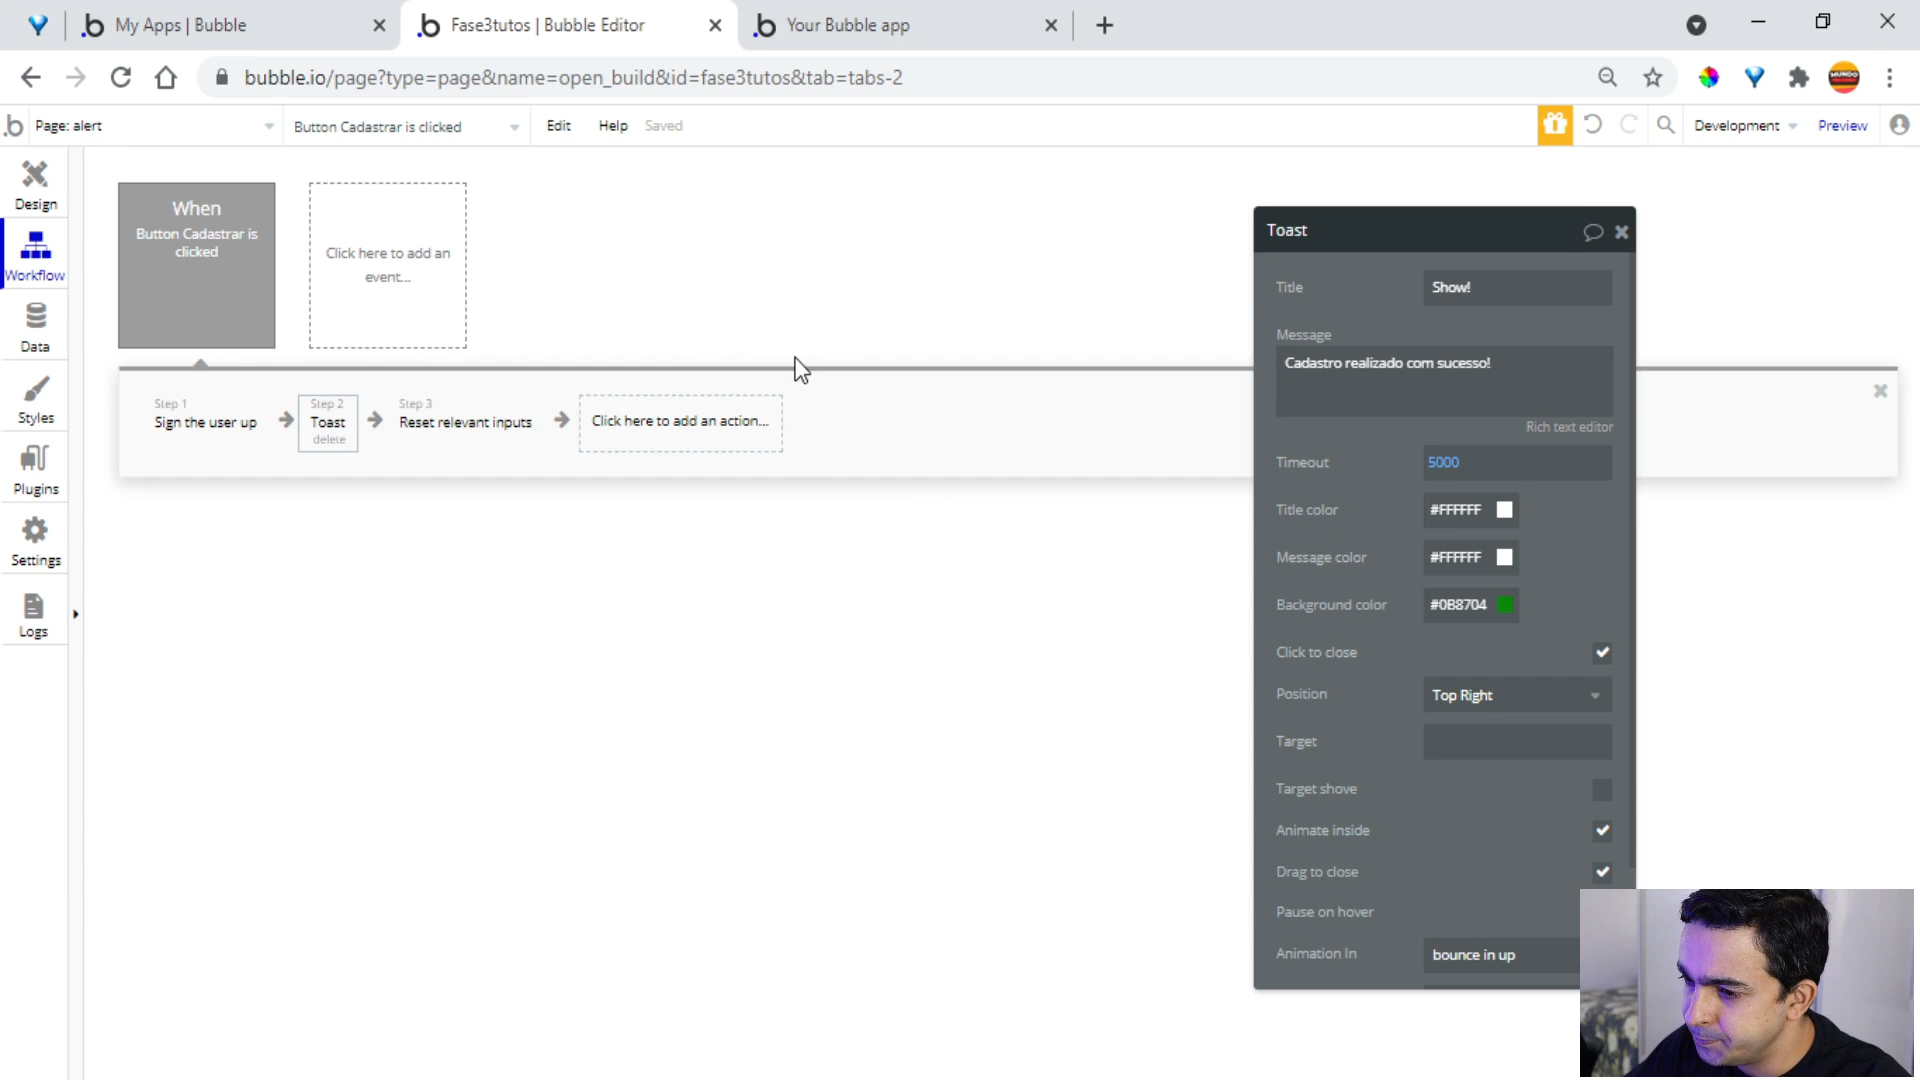 My Apps | Bubble
Fase3tutos | Bubble Editor
Your Bubble app
bubble.io/page?type=page&name=open_build&id=fase3tutos&tab=tabs-2
Page: alert
Button Cadastrar is clicked
Edit
Help
Saved
Development
Preview
Design
Workflow
Data
Styles
Plugins
Settings
Logs
When
Button Cadastrar is
clicked
Click here to add an
event...
Step 1
Sign the user up
Step 2
Toast
delete
Step 3
Reset relevant inputs
Click here to add an action...
Toast
Title
Show!
Message
Cadastro realizado com sucesso!
Rich text editor
Timeout
5000
Title color
#FFFFFF
Message color
#FFFFFF
Background color
#0B8704
Click to close
Position
Top Right
Target
Target shove
Animate inside
Drag to close
Pause on hover
Animation In
bounce in up